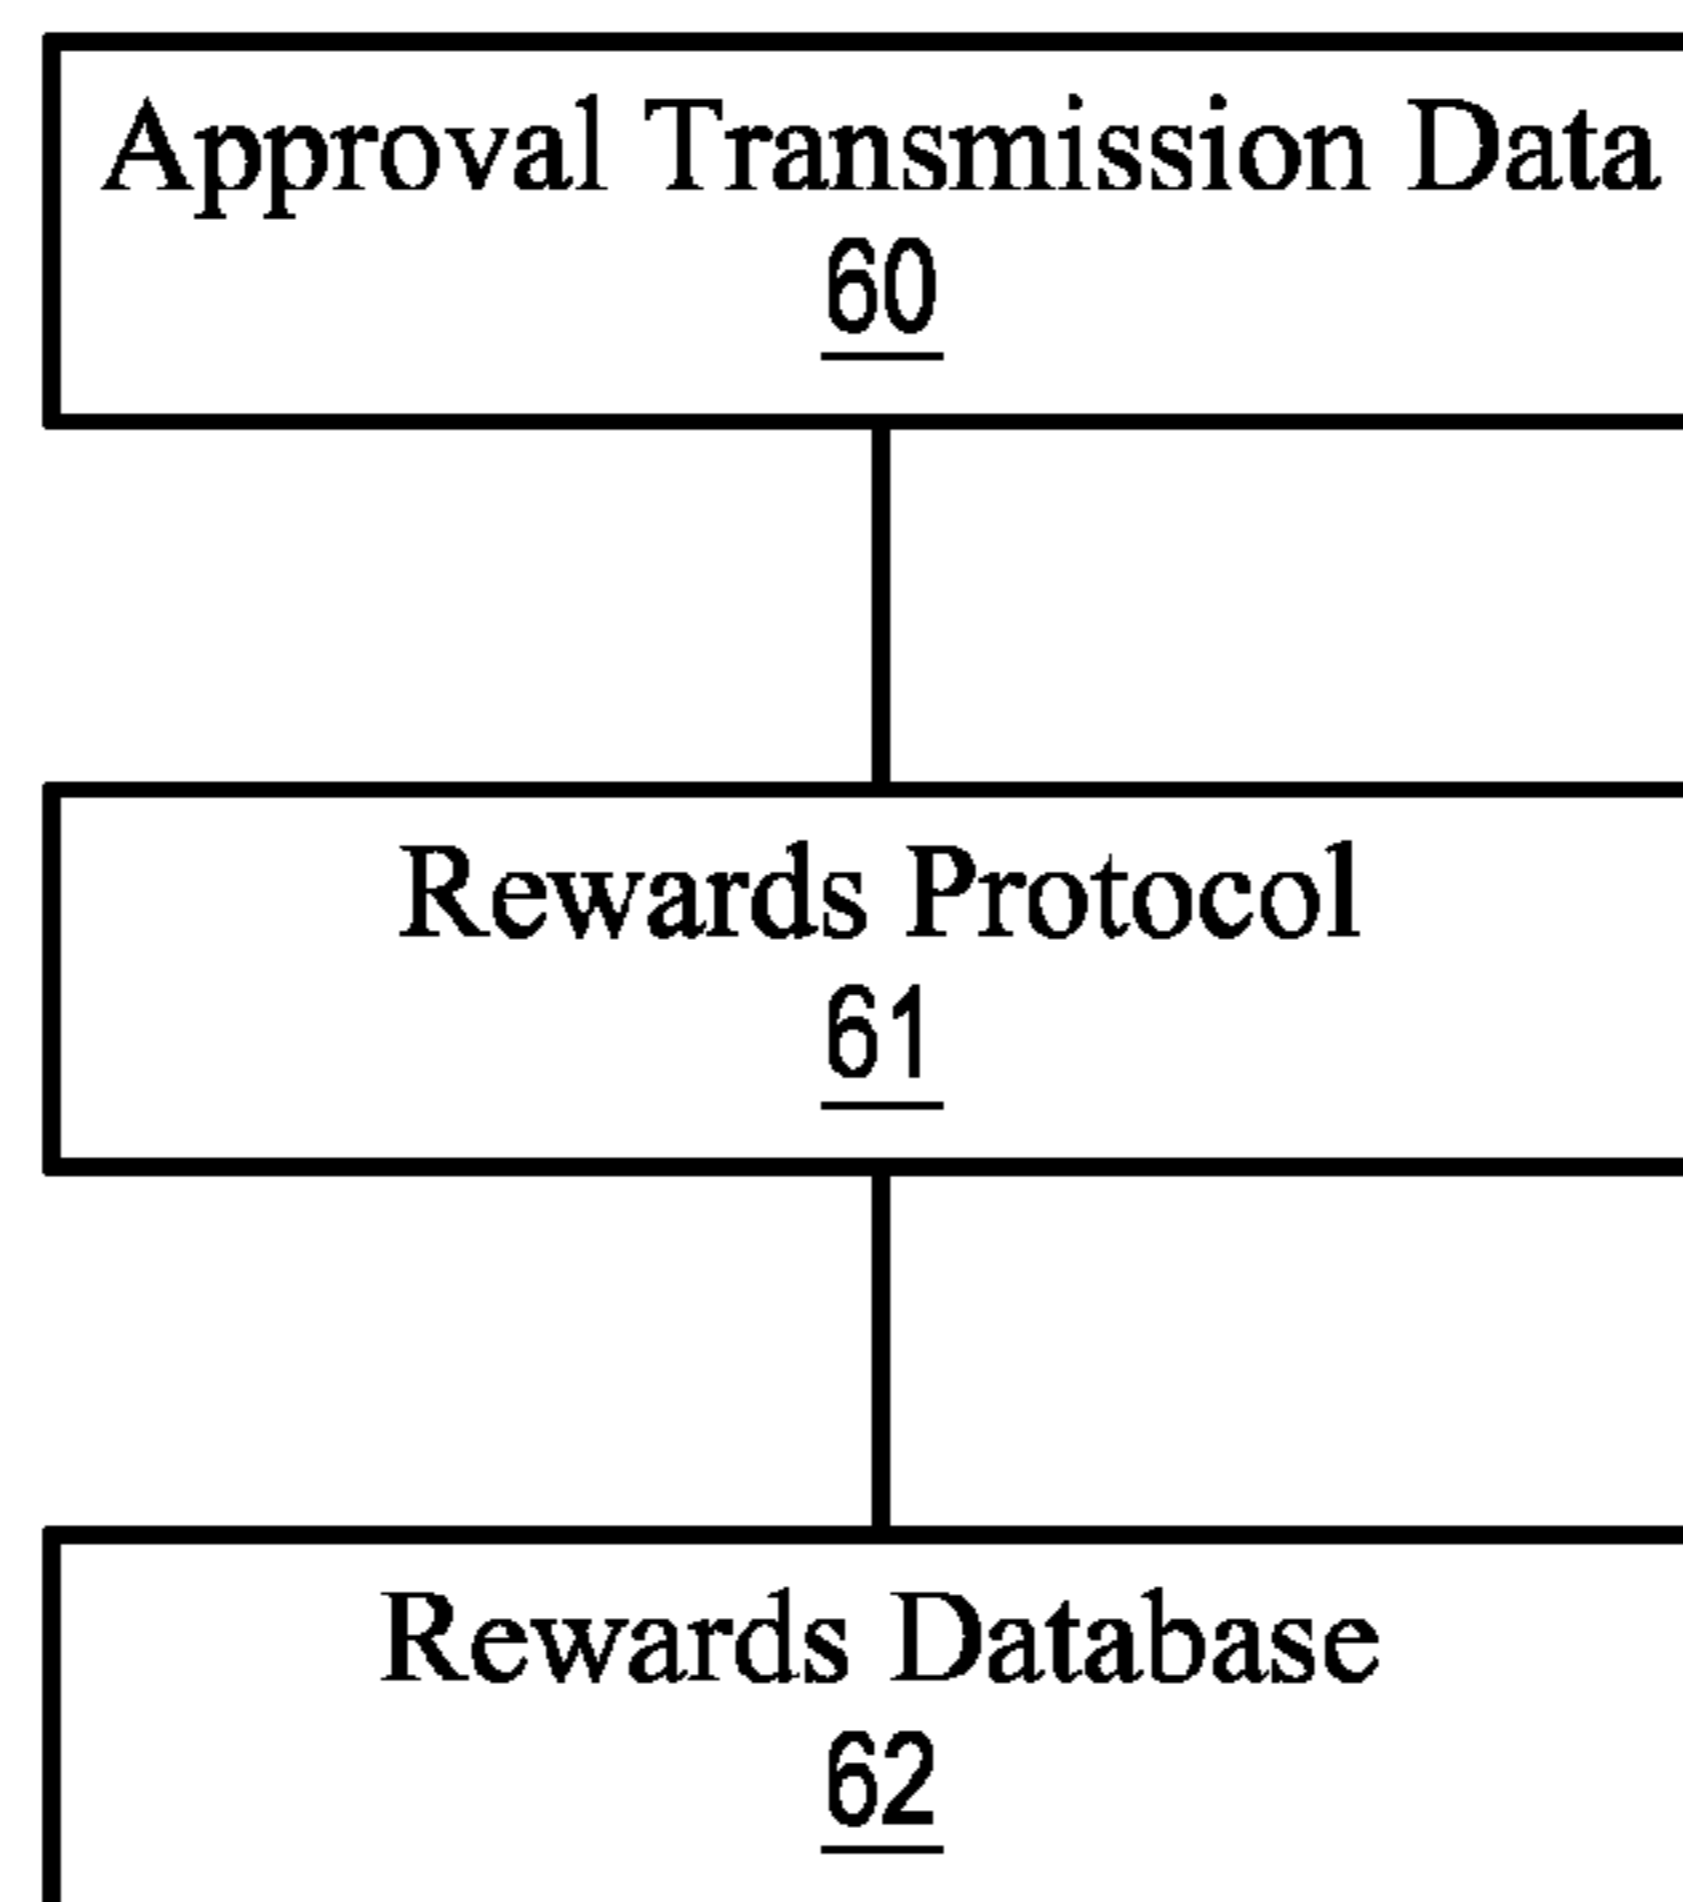 Approval Transmission Data
60
Rewards Protocol
61
Rewards Database
62